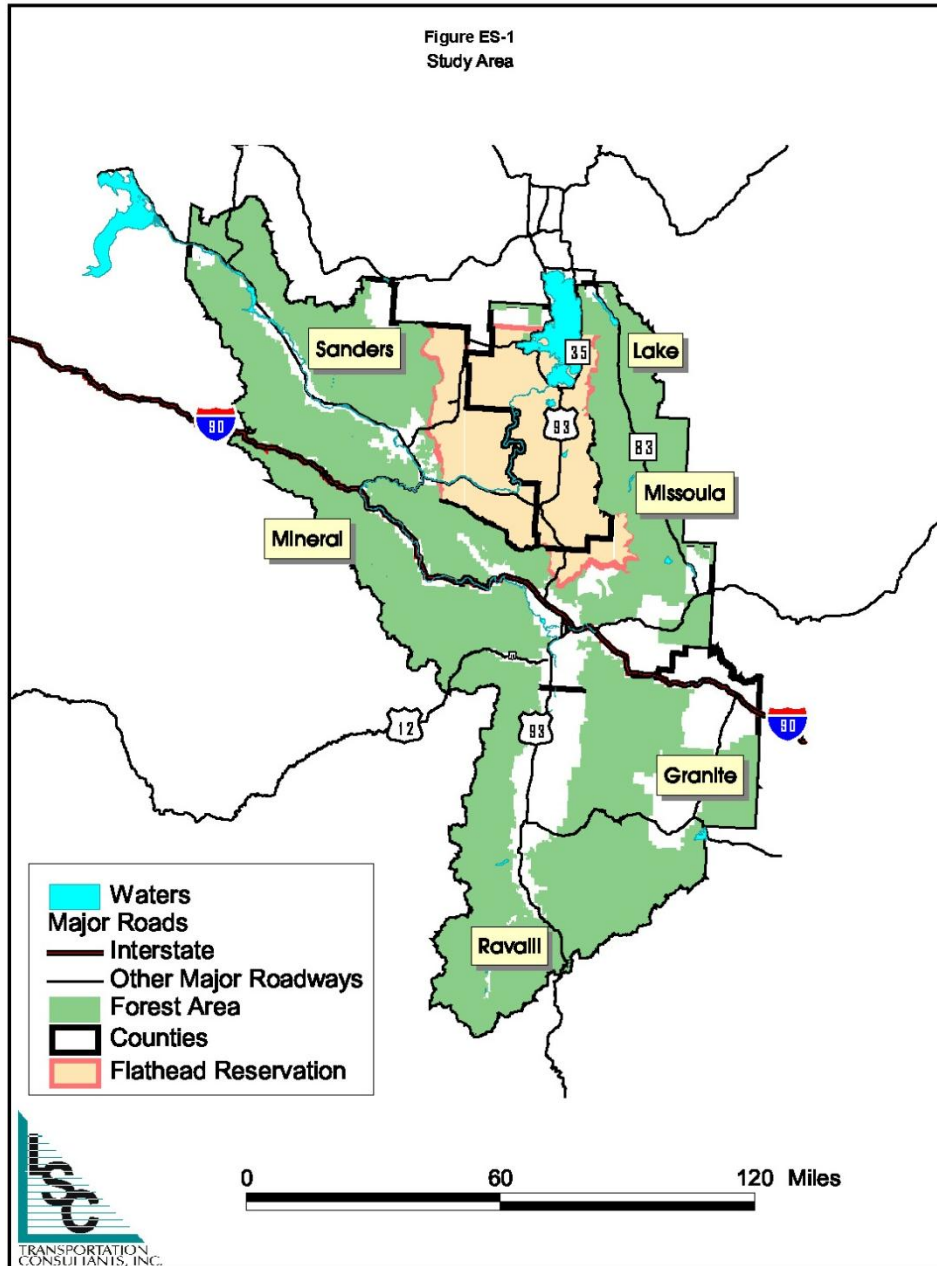 Figure ES-1
Study Area
Sanders
35
Lake
90
93
83
Missoula
Mineral
12
93
90
Granite
Ravalli
Waters
Major Roads
Interstate
Other Major Roadways
Forest Area
Counties
Flathead Reservation
0 60 120 Miles
LSC
TRANSPORTATION
CONSULTANTS, INC.